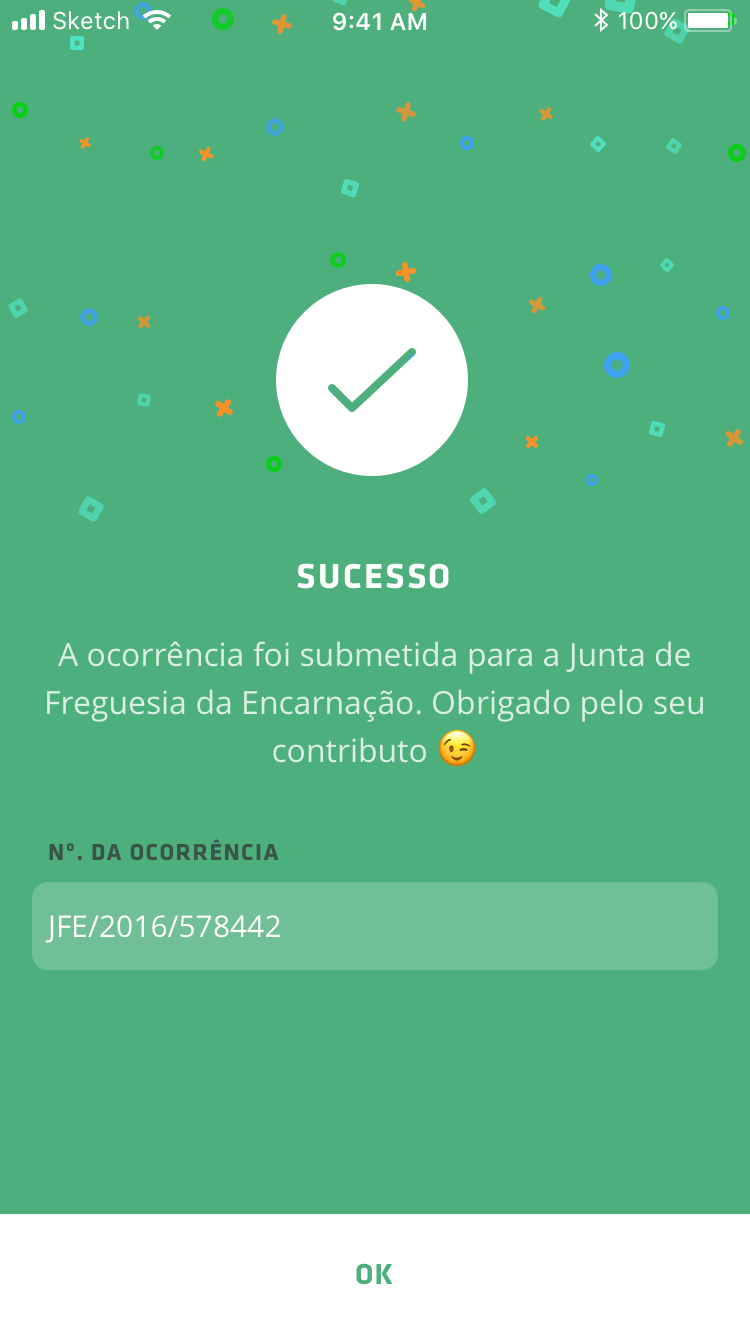 Sketch 9:41 AM 100%
SUCESSO
A ocorrência foi submetida para a Junta de
Freguesia da Encarnação. Obrigado pelo seu
contributo 😉
Nº. DA OCORRÊNCIA
JFE/2016/578442
OK